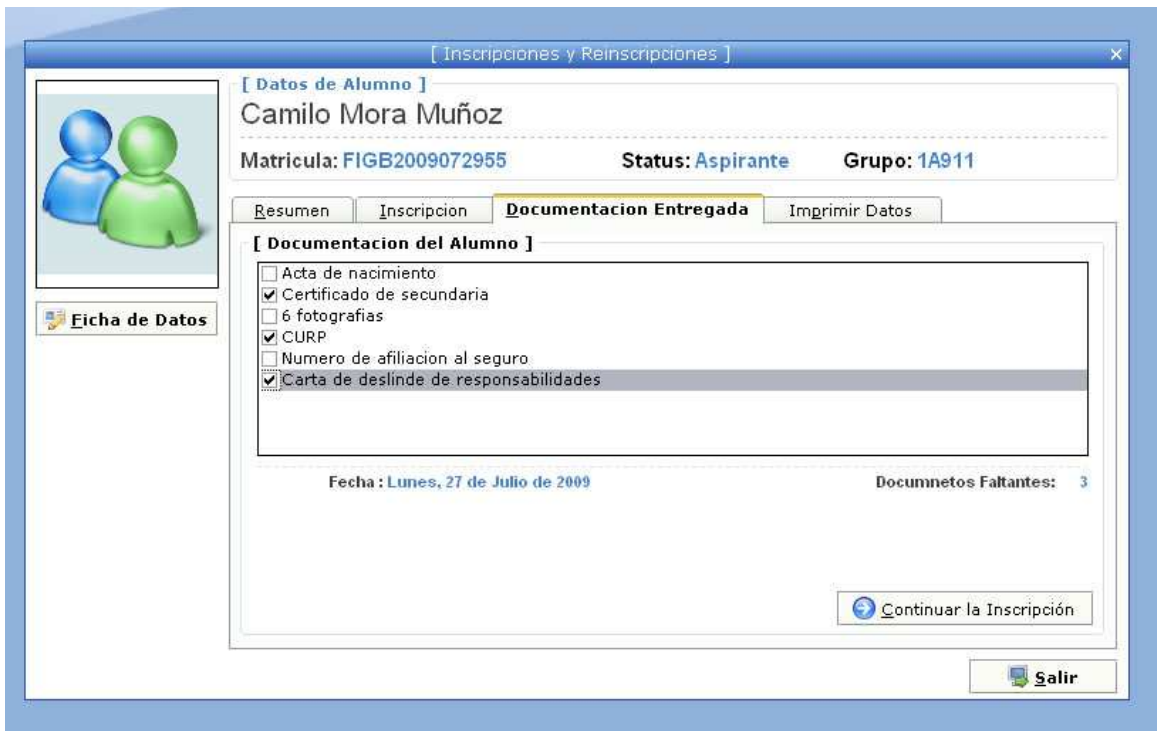 [ Inscripciones y Reinscripciones ]
[ Datos de Alumno ]
Camilo Mora Muñoz
Matricula: FIGB2009072955 Status: Aspirante Grupo: 1A911
Resumen Inscripcion Documentacion Entregada Imprimir Datos
[ Documentacion del Alumno ]
Acta de nacimiento
Certificado de secundaria
6 fotografias
CURP
Numero de afiliacion al seguro
Carta de deslinde de responsabilidades
Ficha de Datos
Fecha : Lunes, 27 de Julio de 2009 Documnetos Faltantes: 3
Continuar la Inscripción
Salir